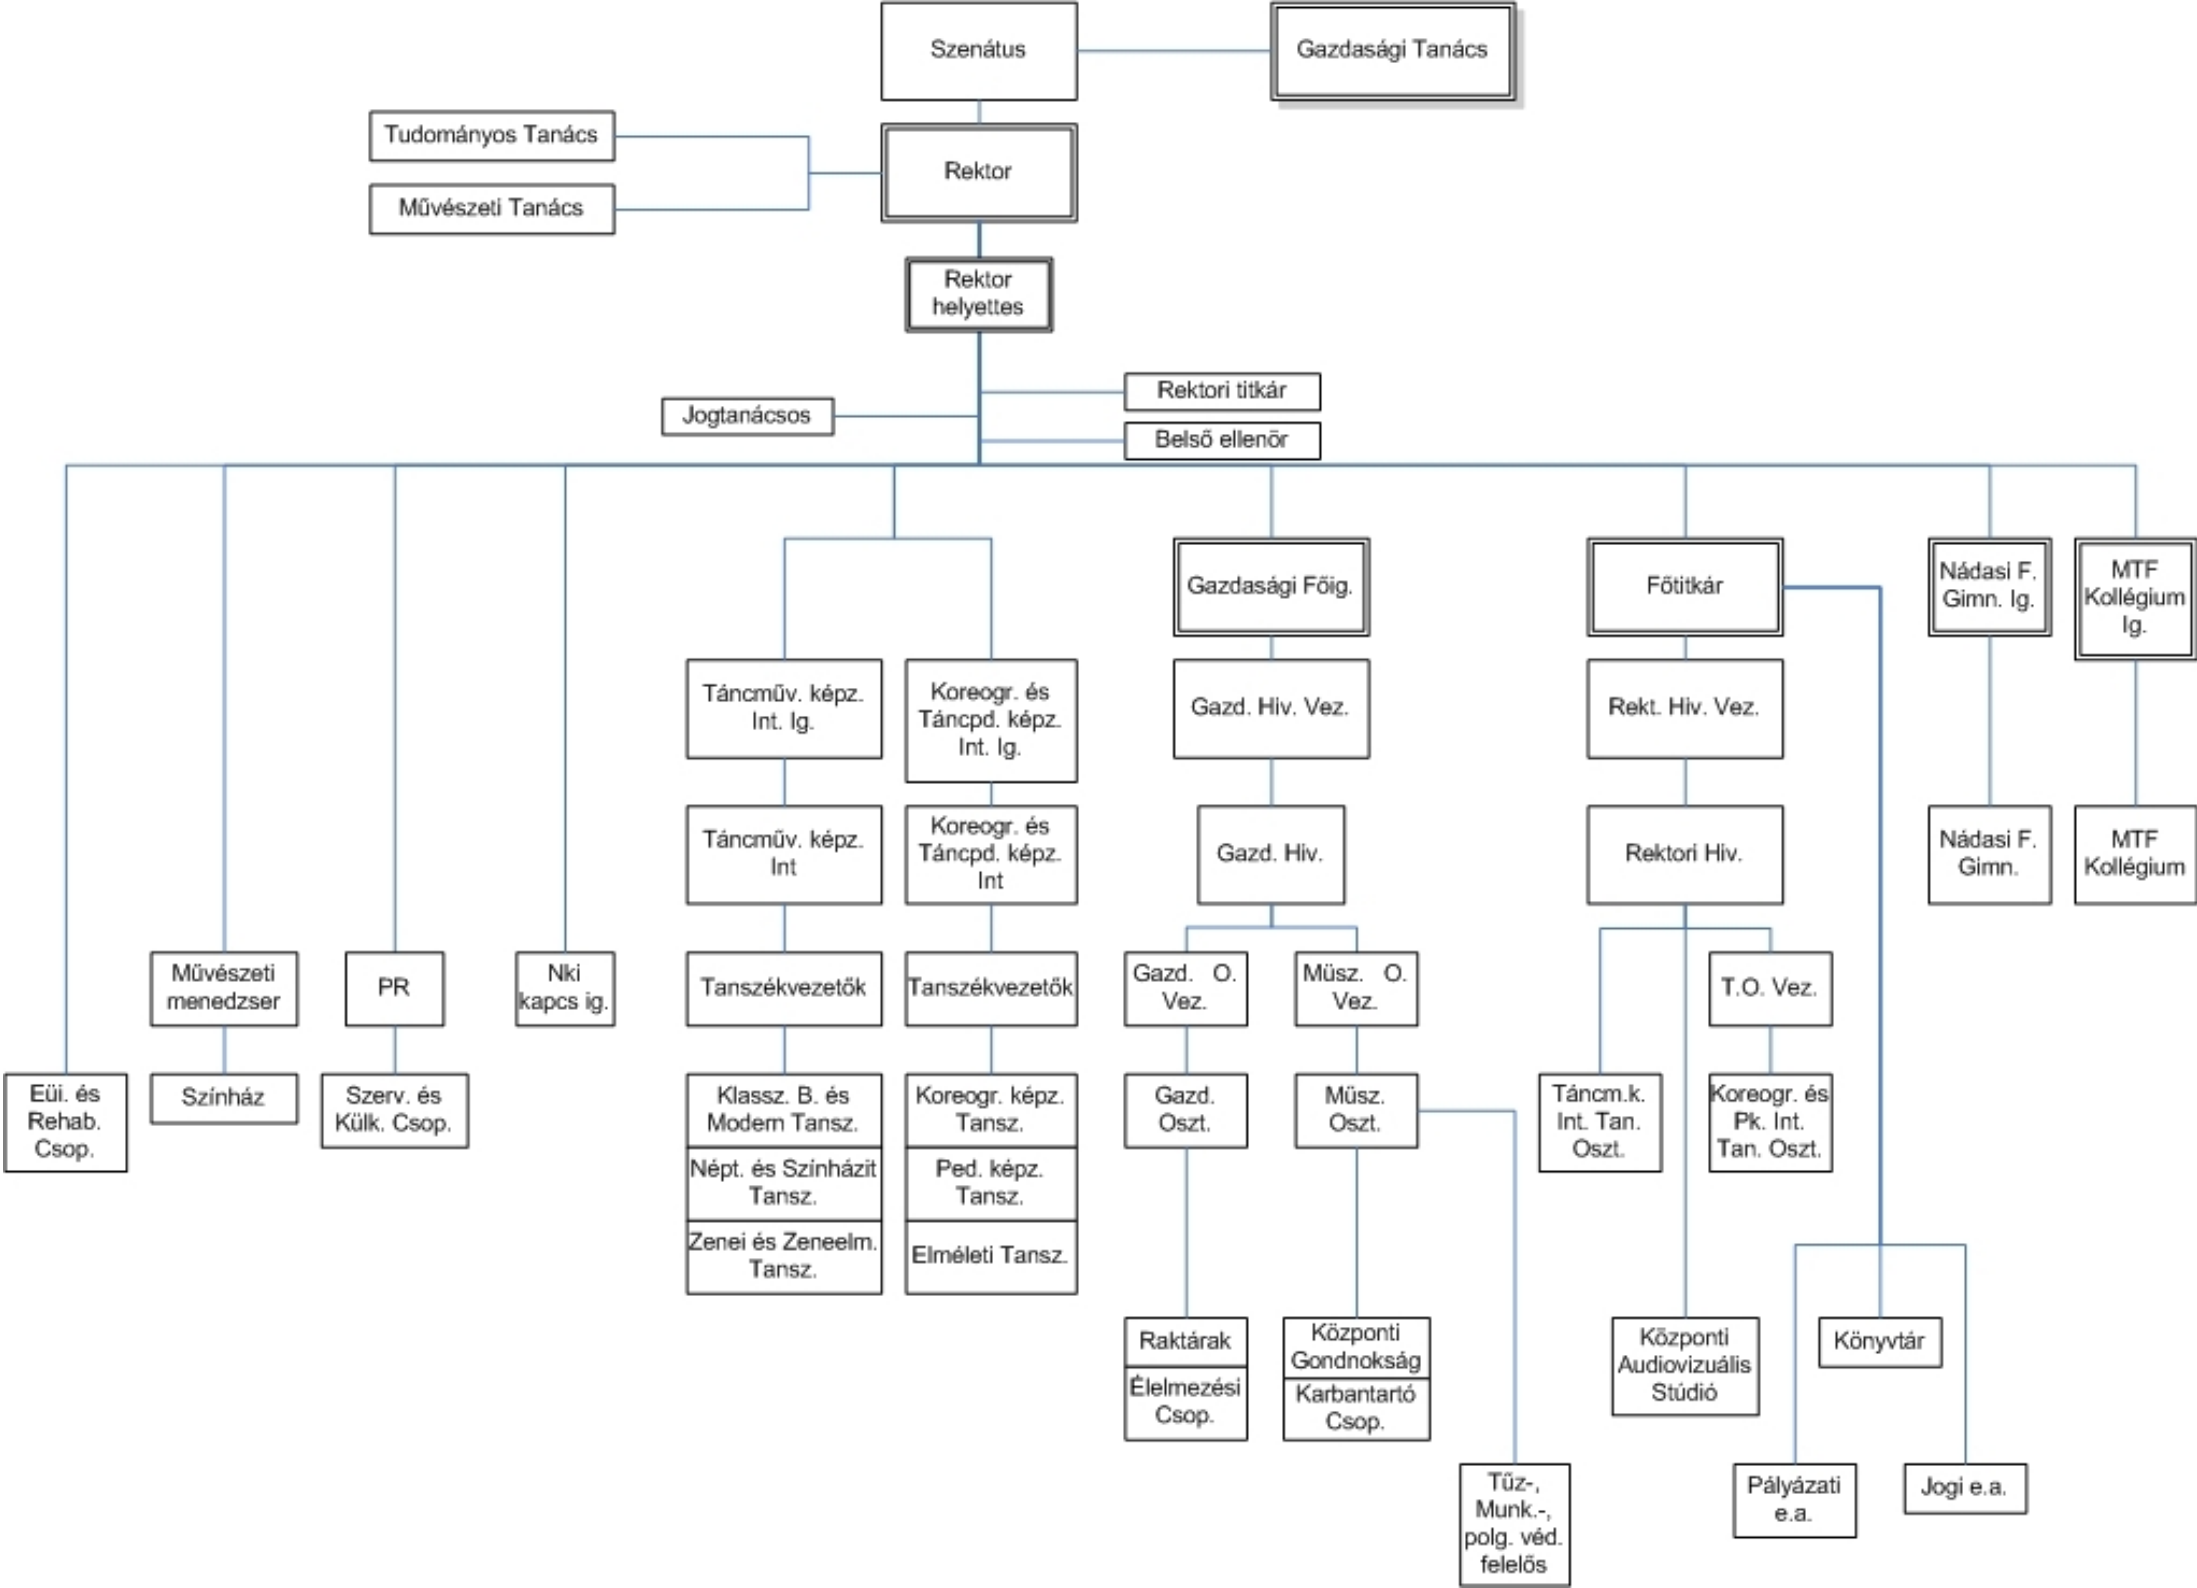 Szenátus
Gazdasági Tanács
Tudományos Tanács
Rektor
Művészeti Tanács
Rektor
helyettes
Rektori titkár
Jogtanácsos
Belső ellenőr
Gazdasági Főig.
Főtitkár
Nádasi F.
Gimn. Ig.
MTF
Kollégium
Ig.
Táncműv. képz.
Int. Ig.
Koreogr. és
Táncpd. képz.
Int. Ig.
Gazd. Hiv. Vez.
Rekt. Hiv. Vez.
Táncműv. képz.
Int
Koreogr. és
Táncpd. képz.
Int
Gazd. Hiv.
Rektori Hiv.
Nádasi F.
Gimn.
MTF
Kollégium
Művészeti
menedzser
PR
Nki
kapcs ig.
Tanszékvezetők
Tanszékvezetők
Gazd. O.
Vez.
Müsz. O.
Vez.
T.O. Vez.
Eüi. és
Rehab.
Csop.
Színház
Szerv. és
Külk. Csop.
Klassz. B. és
Modern Tansz.
Népt. és Színházit
Tansz.
Zenei és Zeneelm.
Tansz.
Koreogr. képz.
Tansz.
Ped. képz.
Tansz.
Elméleti Tansz.
Gazd.
Oszt.
Müsz.
Oszt.
Táncm.k.
Int. Tan.
Oszt.
Koreogr. és
Pk. Int.
Tan. Oszt.
Raktárak
Élelmezési
Csop.
Központi
Gondnokság
Karbantartó
Csop.
Központi
Audiovizuális
Stúdió
Könyvtár
Tűz-,
Munk.-,
polg. véd.
felelős
Pályázati
e.a.
Jogi e.a.